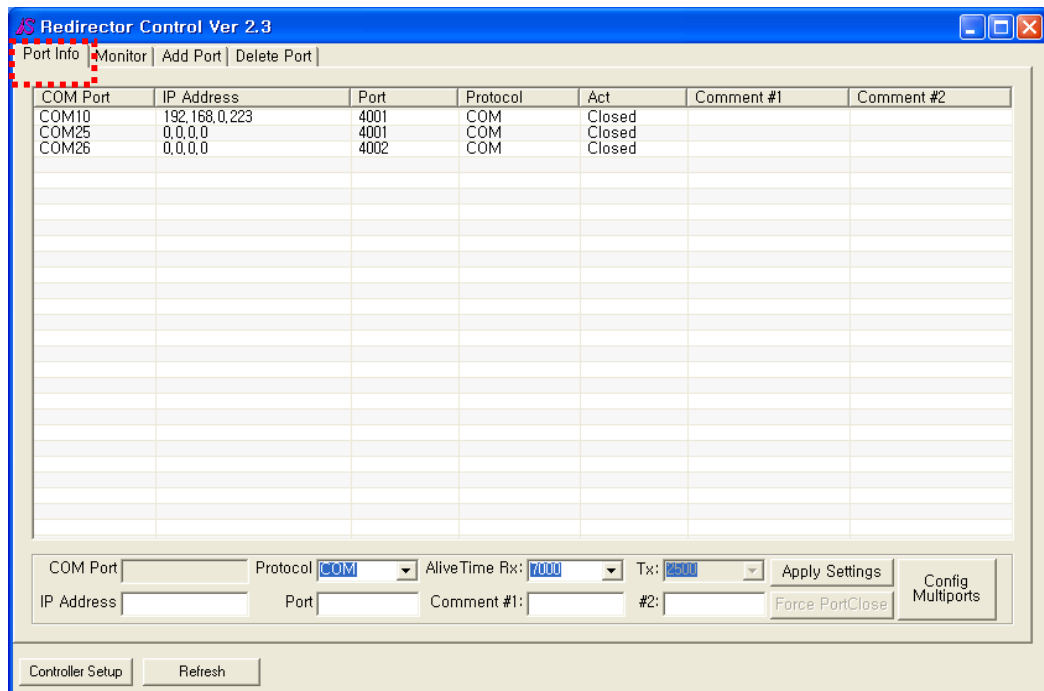 Redirector Control Ver 2.3
Port Info Monitor Add Port Delete Port
COM Port IP Address Port Protocol Act Comment #1 Comment #2
COM10 192,168,0,223 4001 COM Closed
COM25 0,0,0,0 4001 COM Closed
COM26 0,0,0,0 4002 COM Closed
COM Port Protocol COM AliveTime Rx: 7000 Tx: 2500 Apply Settings Config Multiports
IP Address Port Comment #1: #2: Force PortClose
Controller Setup Refresh